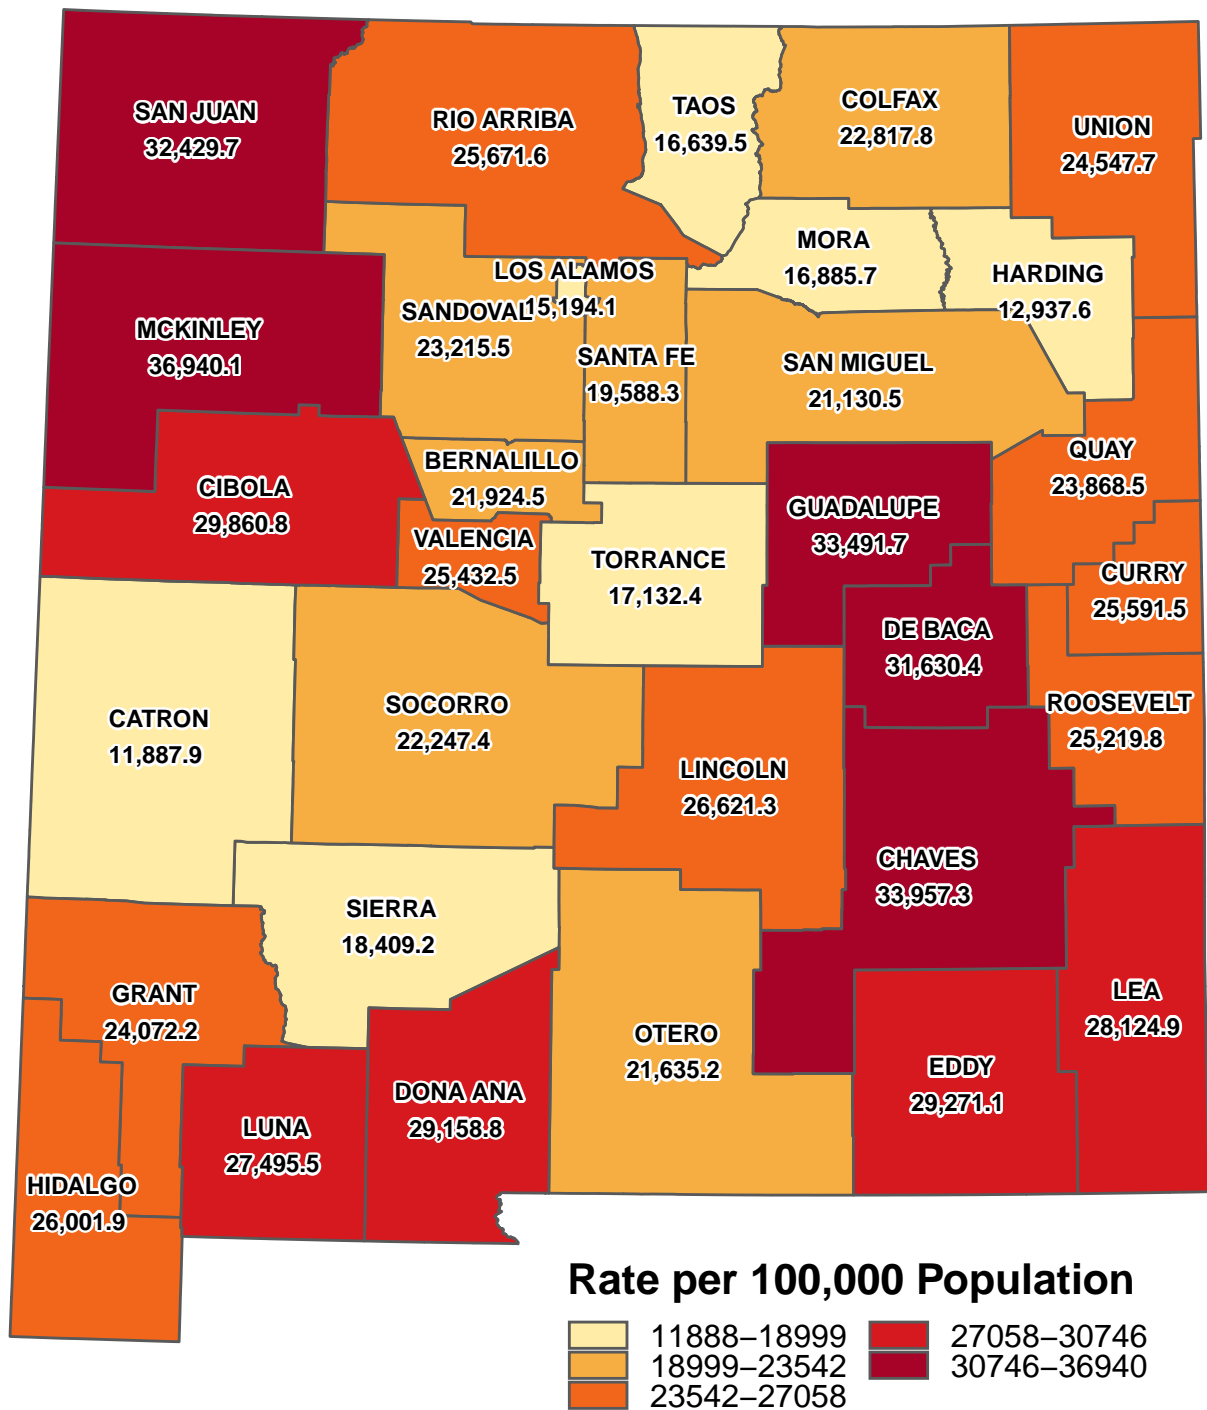 SAN JUAN
32,429.7
RIO ARRIBA
25,671.6
TAOS
16,639.5
COLFAX
22,817.8
UNION
24,547.7
MORA
16,885.7
HARDING
12,937.6
LOS ALAMOS
15,194.1
SANDOVAL
23,215.5
MCKINLEY
36,940.1
SANTA FE
19,588.3
SAN MIGUEL
21,130.5
QUAY
23,868.5
BERNALILLO
21,924.5
CIBOLA
29,860.8
GUADALUPE
33,491.7
VALENCIA
25,432.5
TORRANCE
17,132.4
CURRY
25,591.5
DE BACA
31,630.4
CATRON
11,887.9
SOCORRO
22,247.4
ROOSEVELT
25,219.8
LINCOLN
26,621.3
CHAVES
33,957.3
SIERRA
18,409.2
GRANT
24,072.2
LEA
28,124.9
OTERO
21,635.2
EDDY
29,271.1
DONA ANA
29,158.8
LUNA
27,495.5
HIDALGO
26,001.9
Rate per 100,000 Population
11888–18999
18999–23542
23542–27058
27058–30746
30746–36940